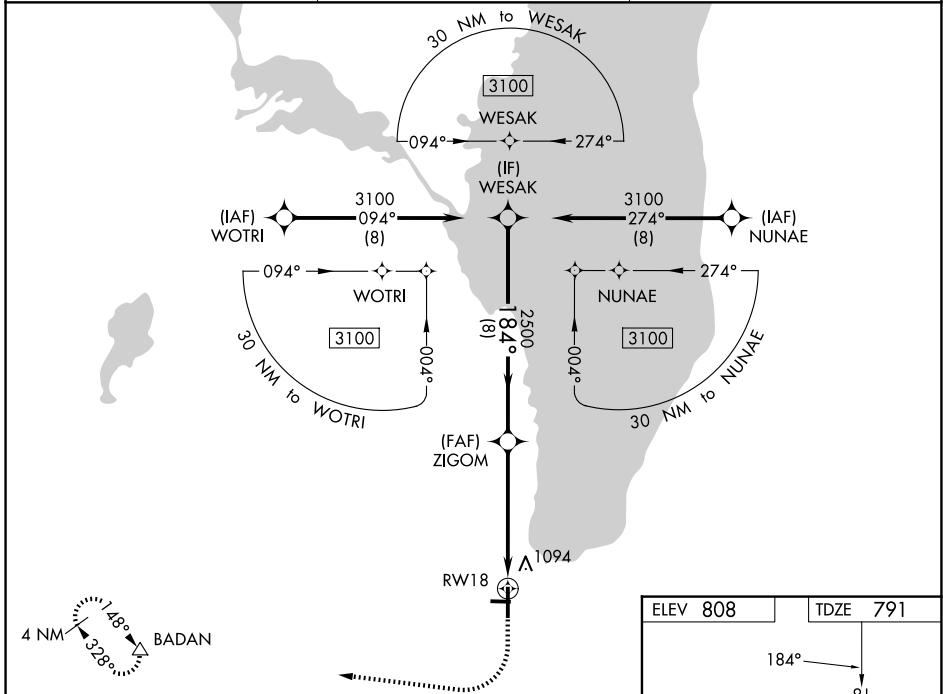 30 NM to WESAK
3100
WESAK
094°
274°
(IF)
WESAK
(IAF)
WOTRI
3100
094°
(8)
3100
274°
(8)
(IAF)
NUNAE
094°
WOTRI
3100
004°
30 NM to WOTRI
2500
184°
(8)
274°
NUNAE
3100
004°
30 NM to NUNAE
(FAF)
ZIGOM
1094
RW18
4 NM
148°
328°
BADAN
ELEV 808
TDZE 791
184°